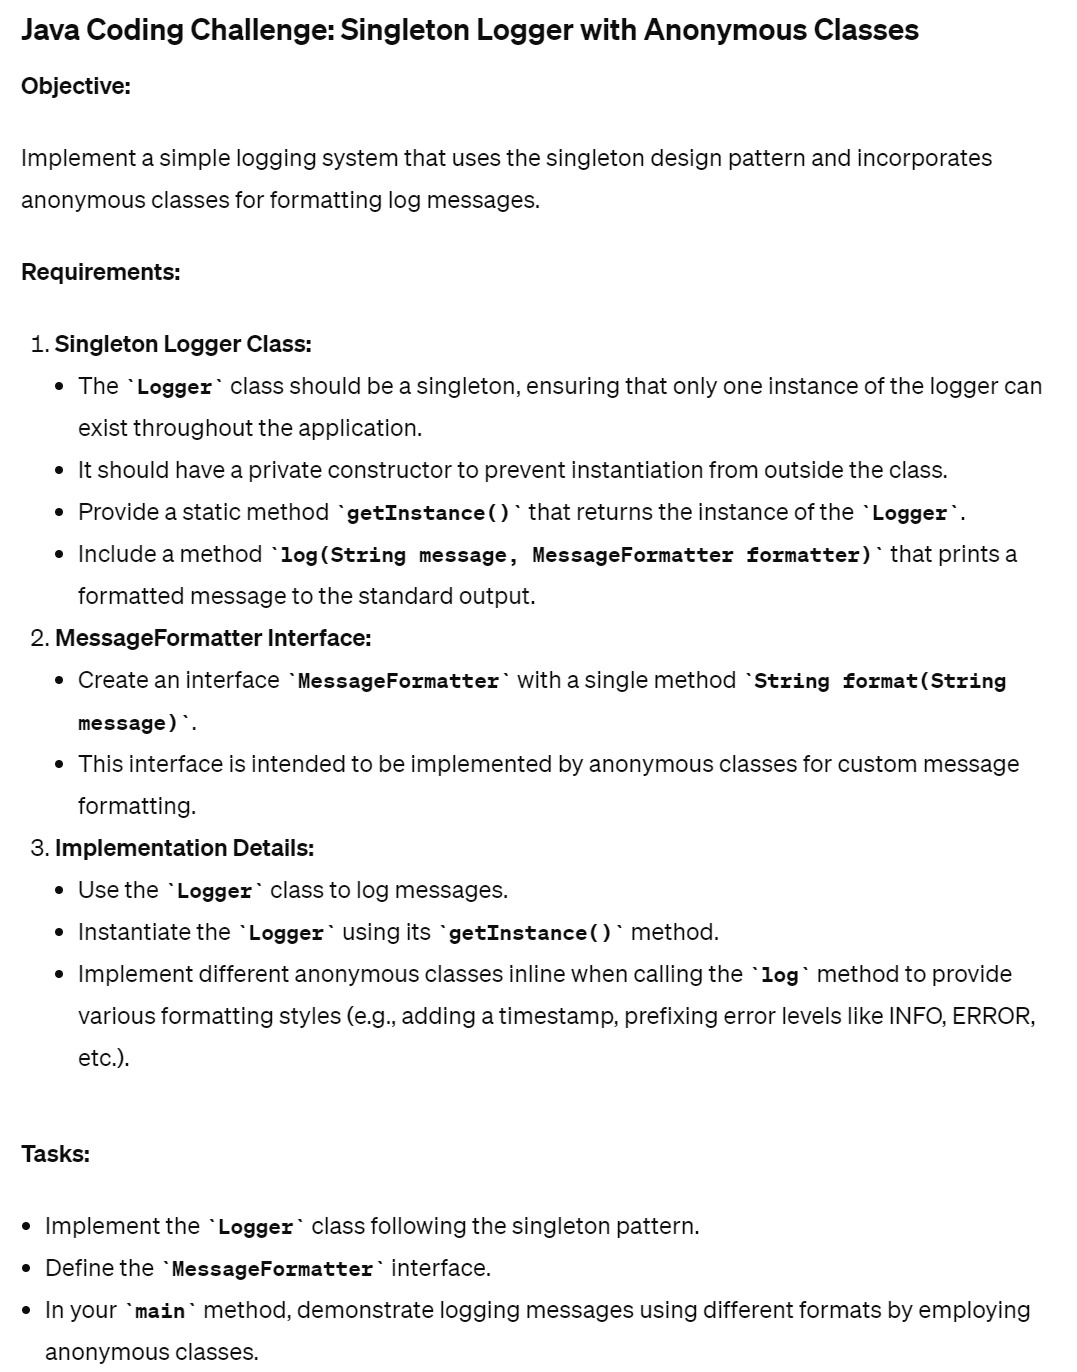 Java Coding Challenge: Singleton Logger with Anonymous Classes
Objective:
Implement a simple logging system that uses the singleton design pattern and incorporates
anonymous classes for formatting log messages.
Requirements:
1. Singleton Logger Class:
• The `Logger` class should be a singleton, ensuring that only one instance of the logger can
exist throughout the application.
• It should have a private constructor to prevent instantiation from outside the class.
• Provide a static method `getInstance()` that returns the instance of the `Logger`.
• Include a method `log(String message, MessageFormatter formatter)` that prints a
formatted message to the standard output.
2. MessageFormatter Interface:
• Create an interface `MessageFormatter` with a single method `String format(String
message)`.
• This interface is intended to be implemented by anonymous classes for custom message
formatting.
3. Implementation Details:
• Use the `Logger` class to log messages.
• Instantiate the `Logger` using its `getInstance()` method.
• Implement different anonymous classes inline when calling the `log` method to provide
various formatting styles (e.g., adding a timestamp, prefixing error levels like INFO, ERROR,
etc.).
Tasks:
• Implement the `Logger` class following the singleton pattern.
• Define the `MessageFormatter` interface.
• In your `main` method, demonstrate logging messages using different formats by employing
anonymous classes.